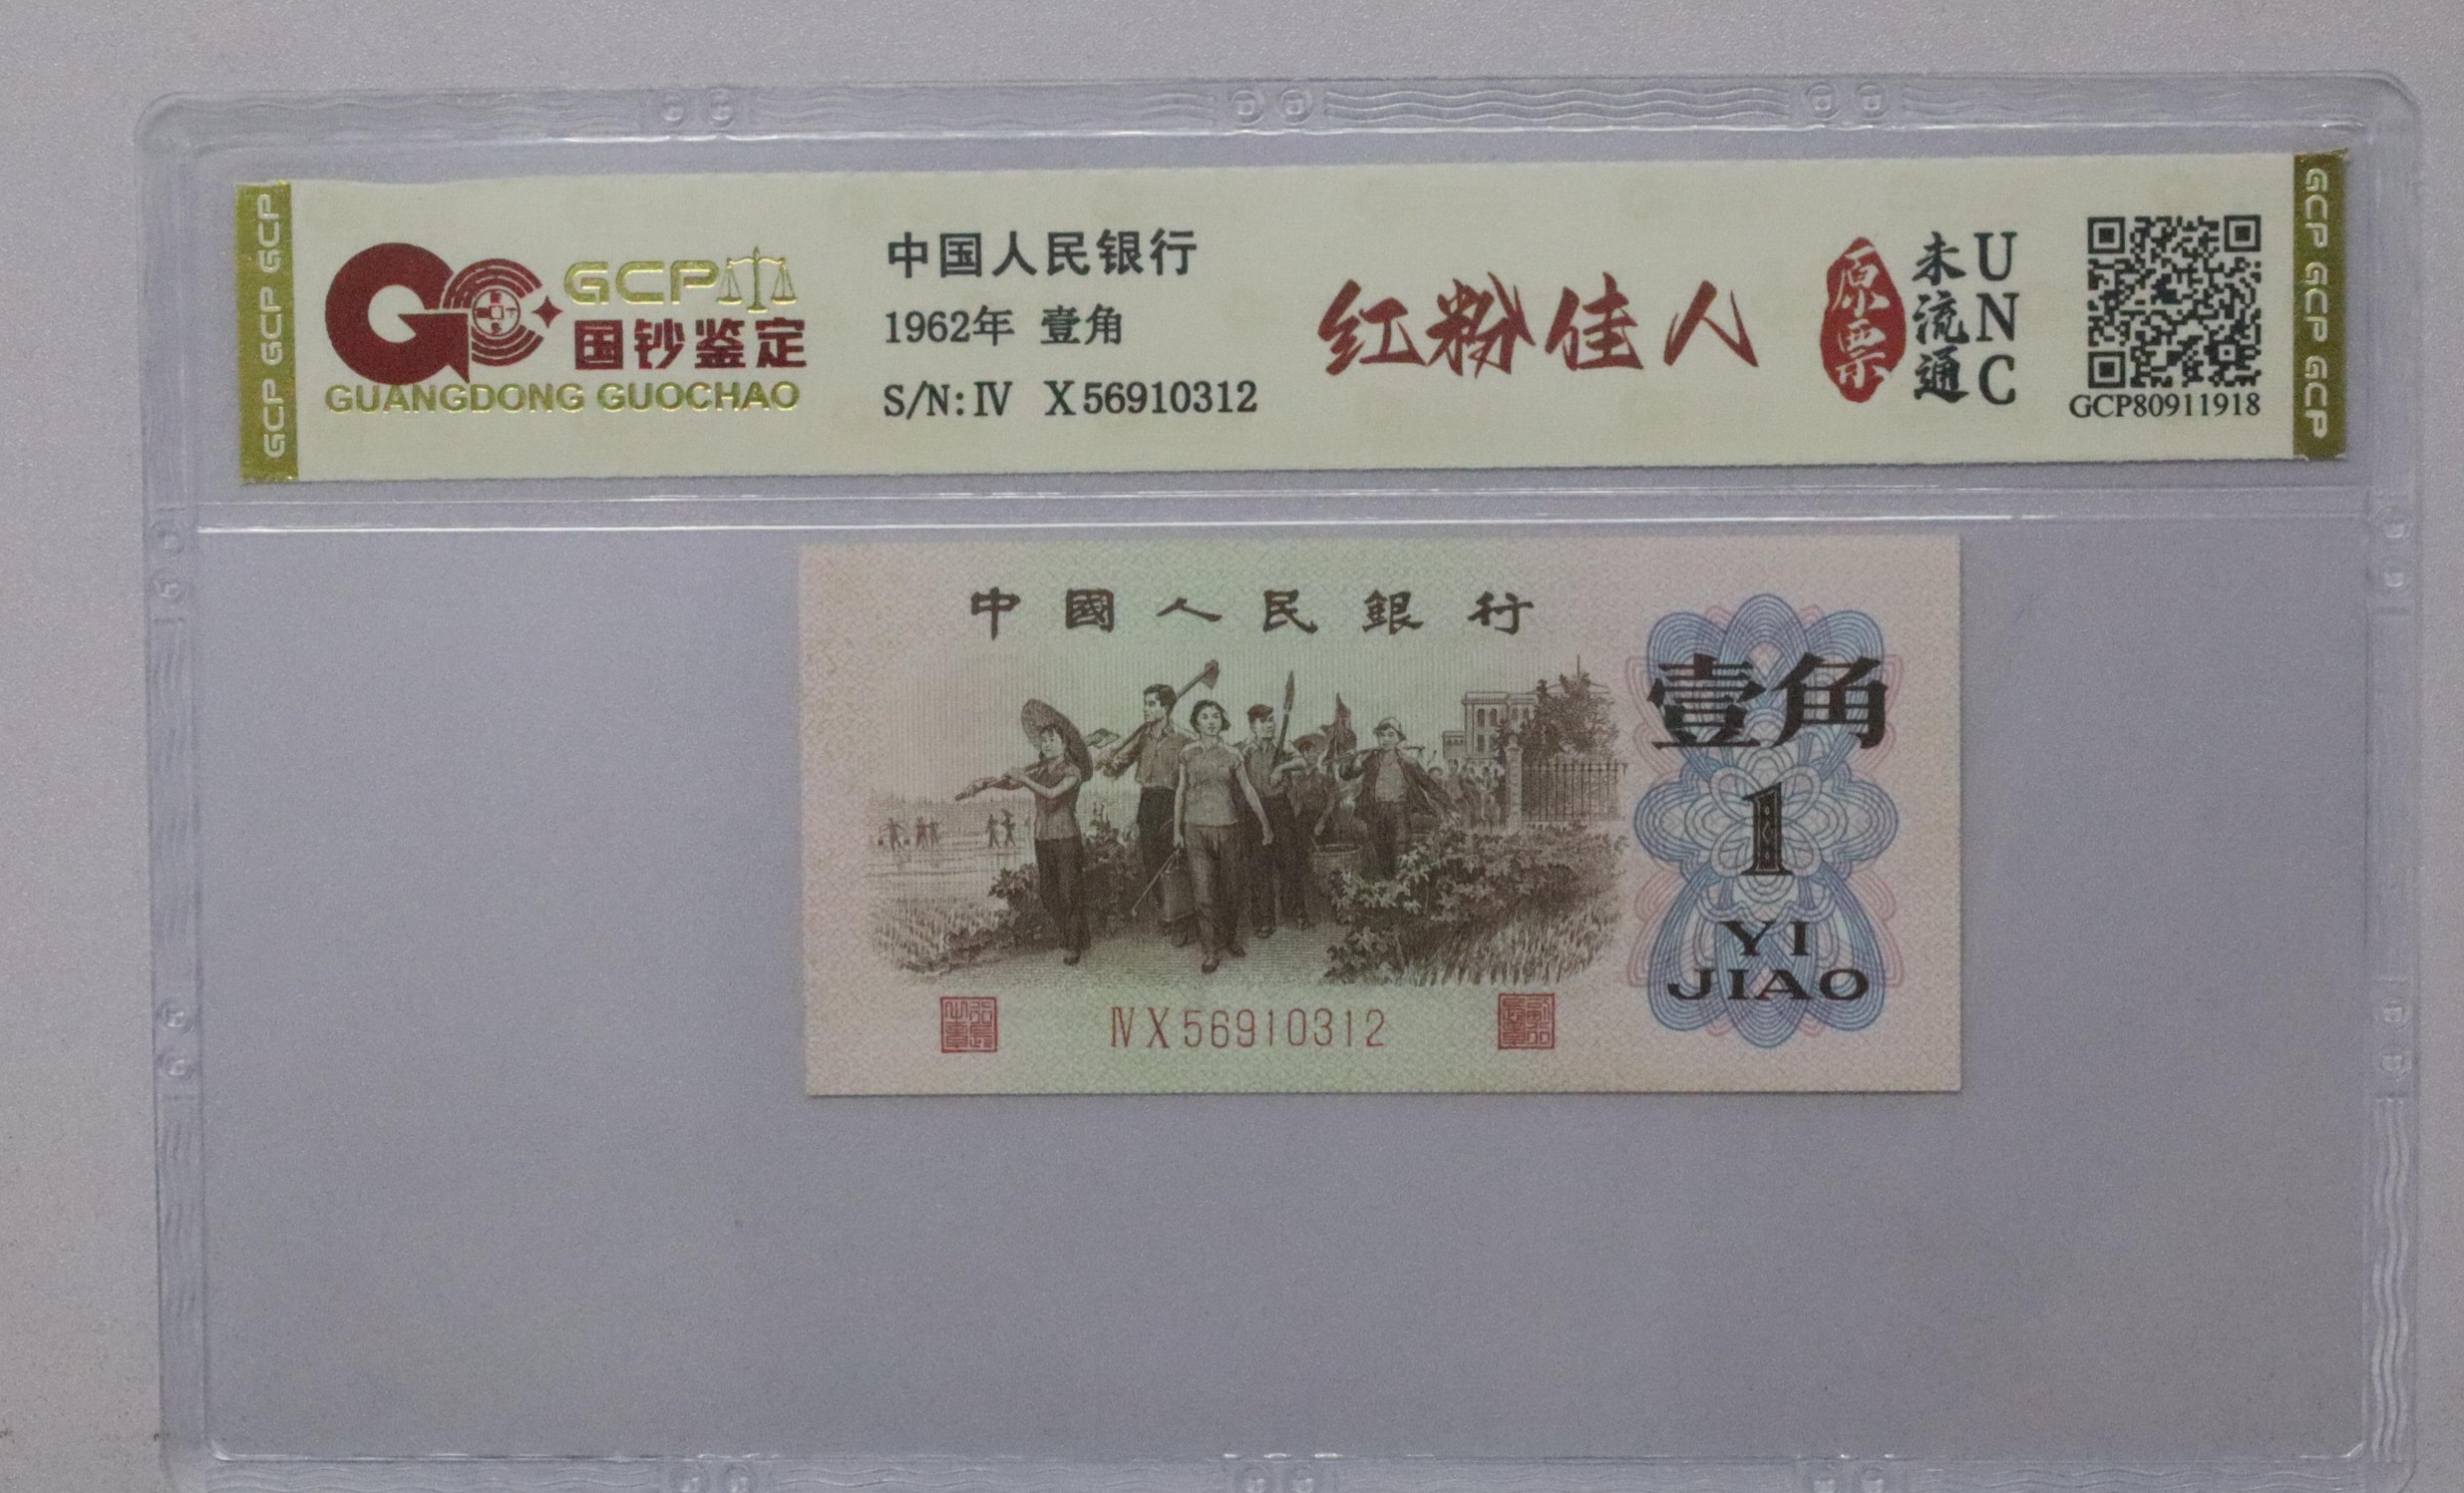 GCP GCP GCP
GCP
国钞鉴定
GUANGDONG GUOCHAO
中国人民银行
1962年 壹角
S/N: IV X 56910312
红粉佳人
原票
未流通
UNC
GCP80911918
GCP GCP GCP
中國人民銀行
壹角
1
YI
JIAO
IV X 56910312